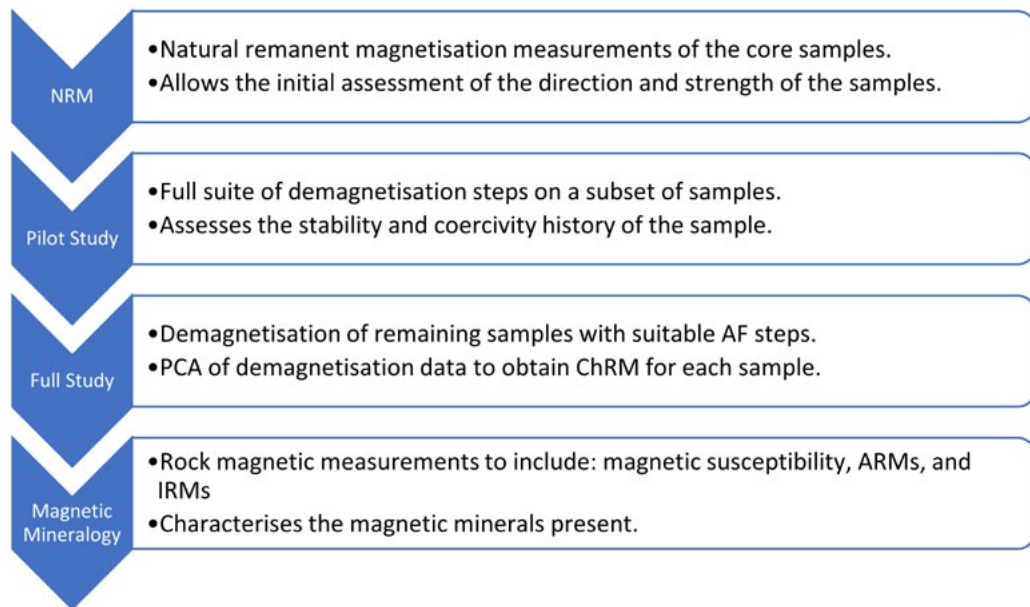 NRM
•Natural remanent magnetisation measurements of the core samples.
•Allows the initial assessment of the direction and strength of the samples.
Pilot Study
•Full suite of demagnetisation steps on a subset of samples.
•Assesses the stability and coercivity history of the sample.
Full Study
•Demagnetisation of remaining samples with suitable AF steps.
•PCA of demagnetisation data to obtain ChRM for each sample.
Magnetic
Mineralogy
•Rock magnetic measurements to include: magnetic susceptibility, ARMs, and
IRMs
•Characterises the magnetic minerals present.